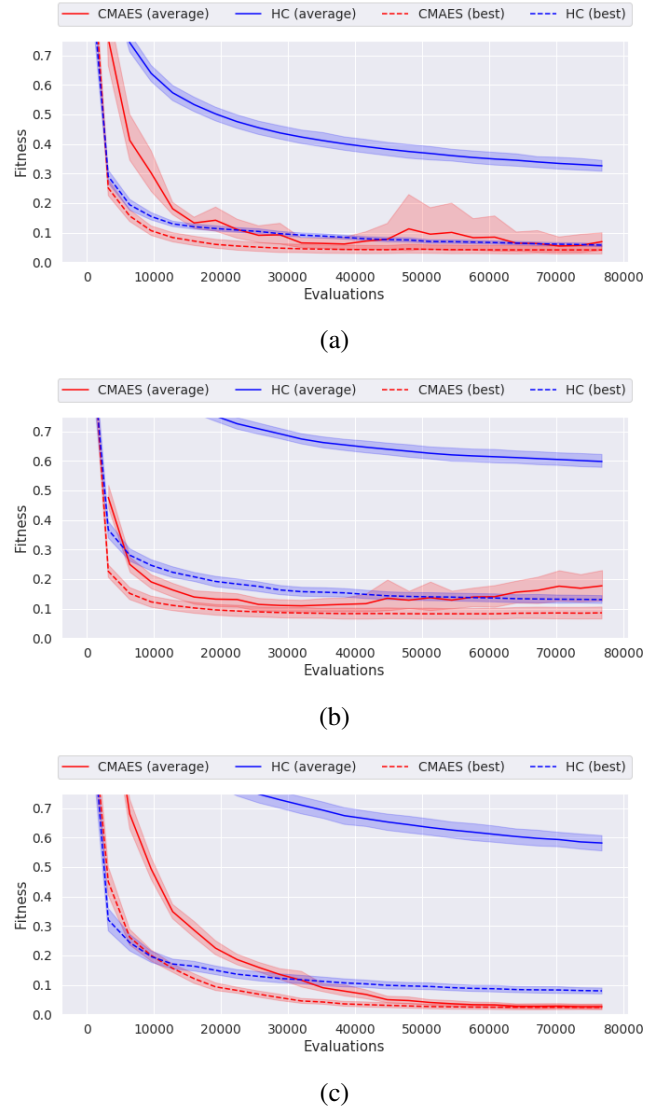 CMAES (average) HC (average) CMAES (best) HC (best)
0.7
0.6
0.5
0.4
0.3
0.2
0.1
0.0
Fitness
0 10000 20000 30000 40000 50000 60000 70000 80000
Evaluations
(a)
CMAES (average) HC (average) CMAES (best) HC (best)
0.7
0.6
0.5
0.4
0.3
0.2
0.1
0.0
Fitness
0 10000 20000 30000 40000 50000 60000 70000 80000
Evaluations
(b)
CMAES (average) HC (average) CMAES (best) HC (best)
0.7
0.6
0.5
0.4
0.3
0.2
0.1
0.0
Fitness
0 10000 20000 30000 40000 50000 60000 70000 80000
Evaluations
(c)